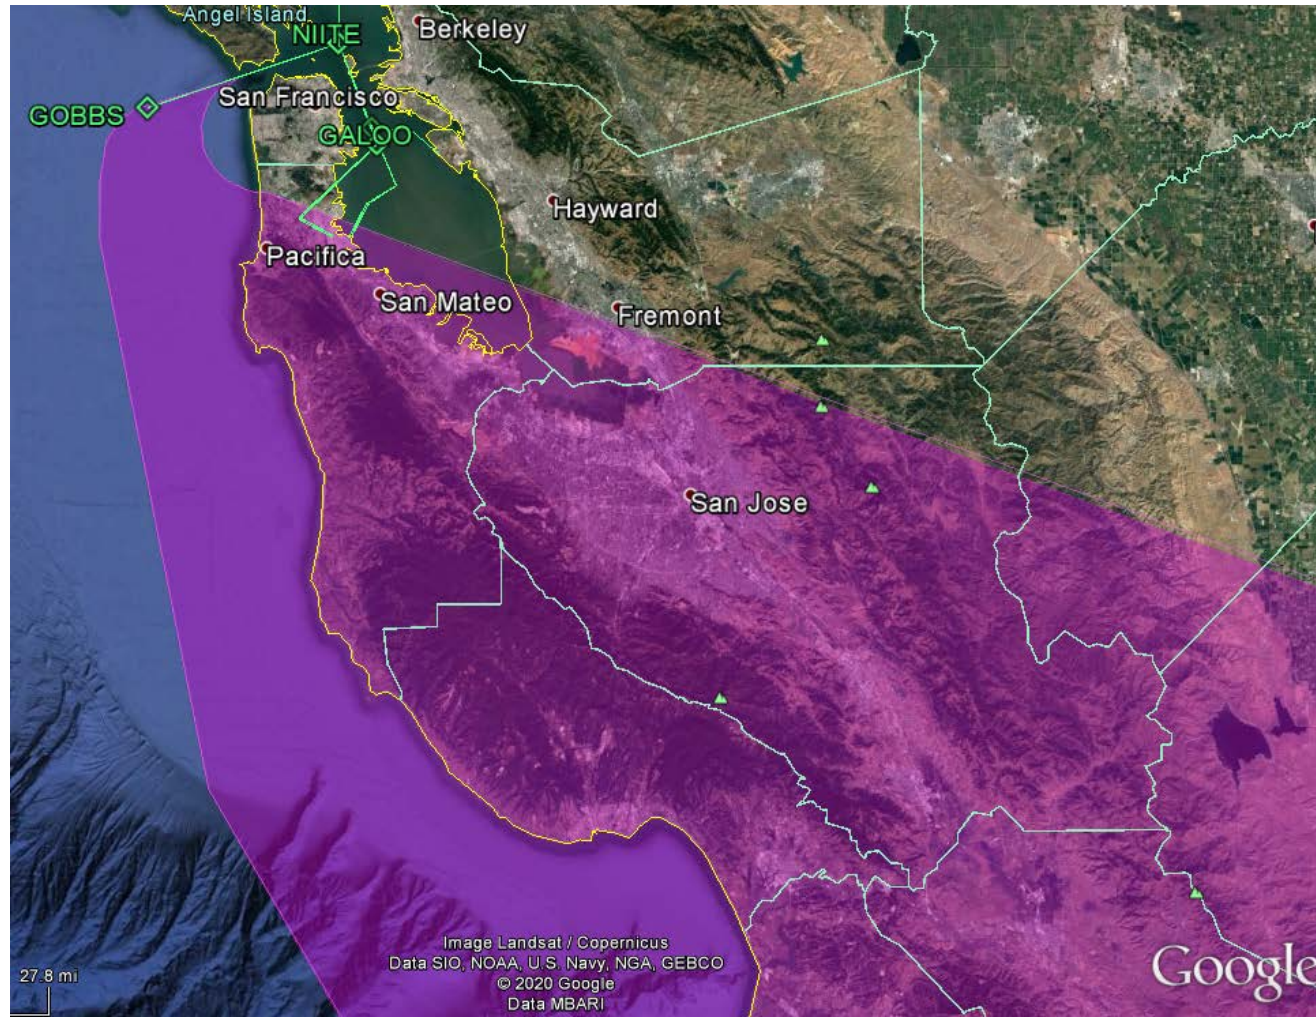 Angel Island
NIITE
Berkeley
GOBBS
San Francisco
GALOO
Hayward
Pacifica
San Mateo
Fremont
San Jose
Image Landsat / Copernicus
Data SIO, NOAA, U.S. Navy, NGA, GEBCO
© 2020 Google
Data MBARI
27.8 mi
Google